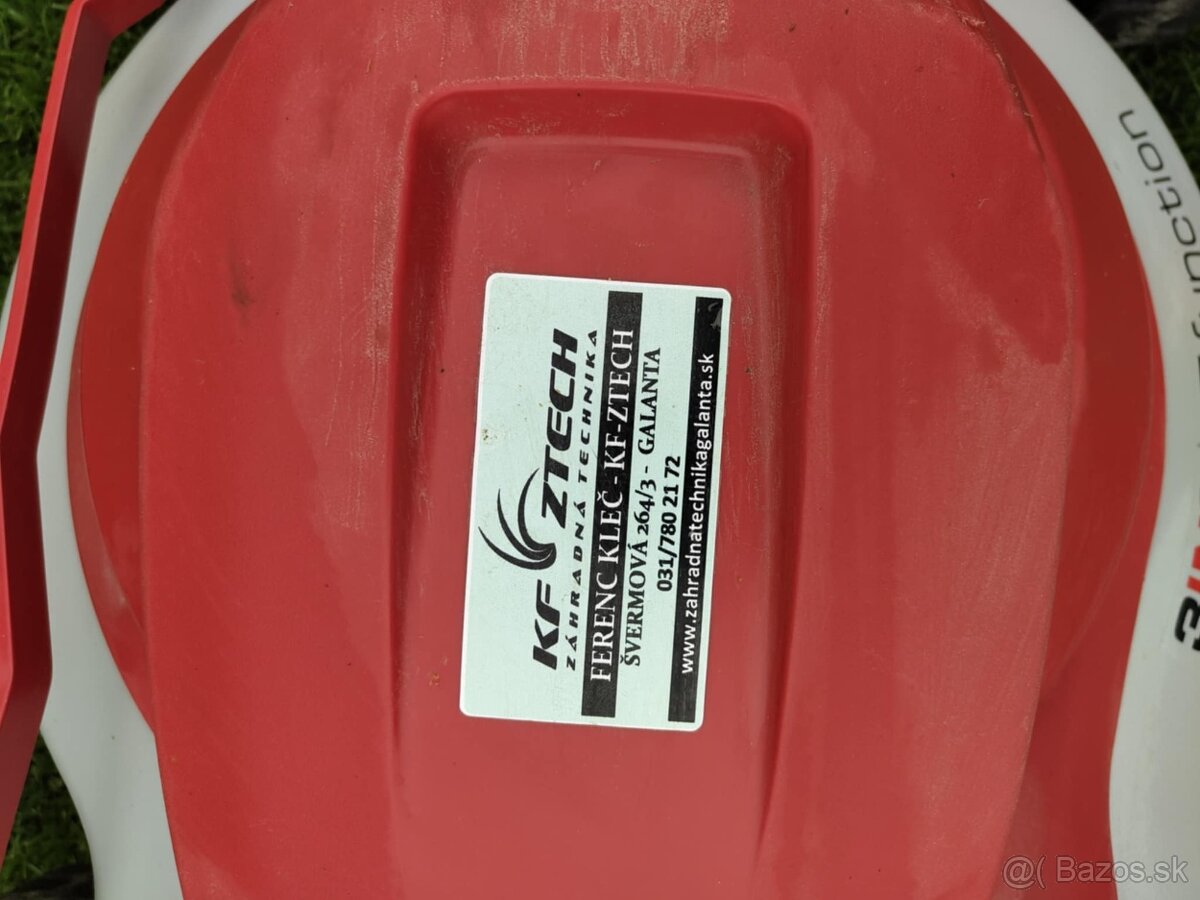 KF ZTECH
ZÁHRADNÁ TECHNIKA
FERENC KLEČ - KF-ZTECH
ŠVERMOVÁ 264/3 - GALANTA
031/780 21 72
www.zahradnatechnikagalanta.sk
@( Bazos.sk